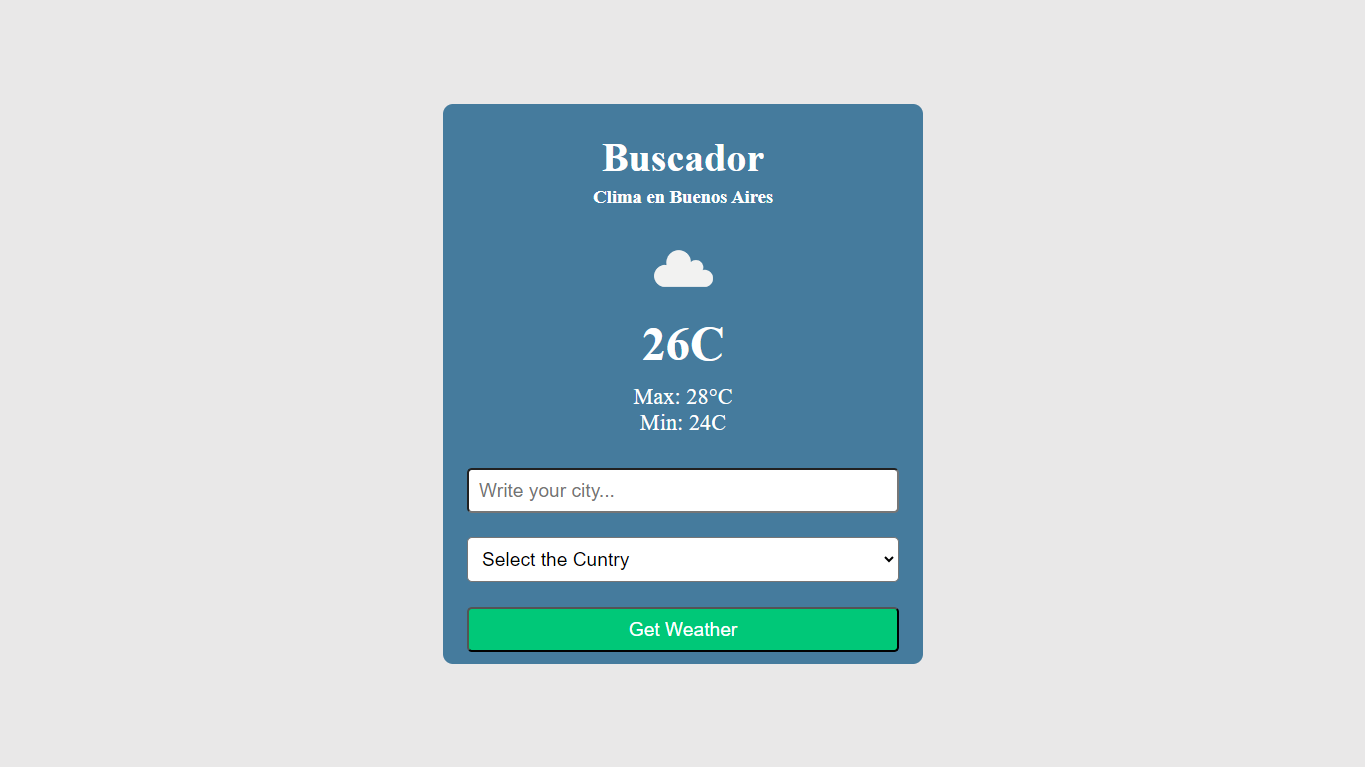 Buscador
Clima en Buenos Aires
26C
Max: 28°C
Min: 24C
Write your city...
Select the Cuntry
Get Weather